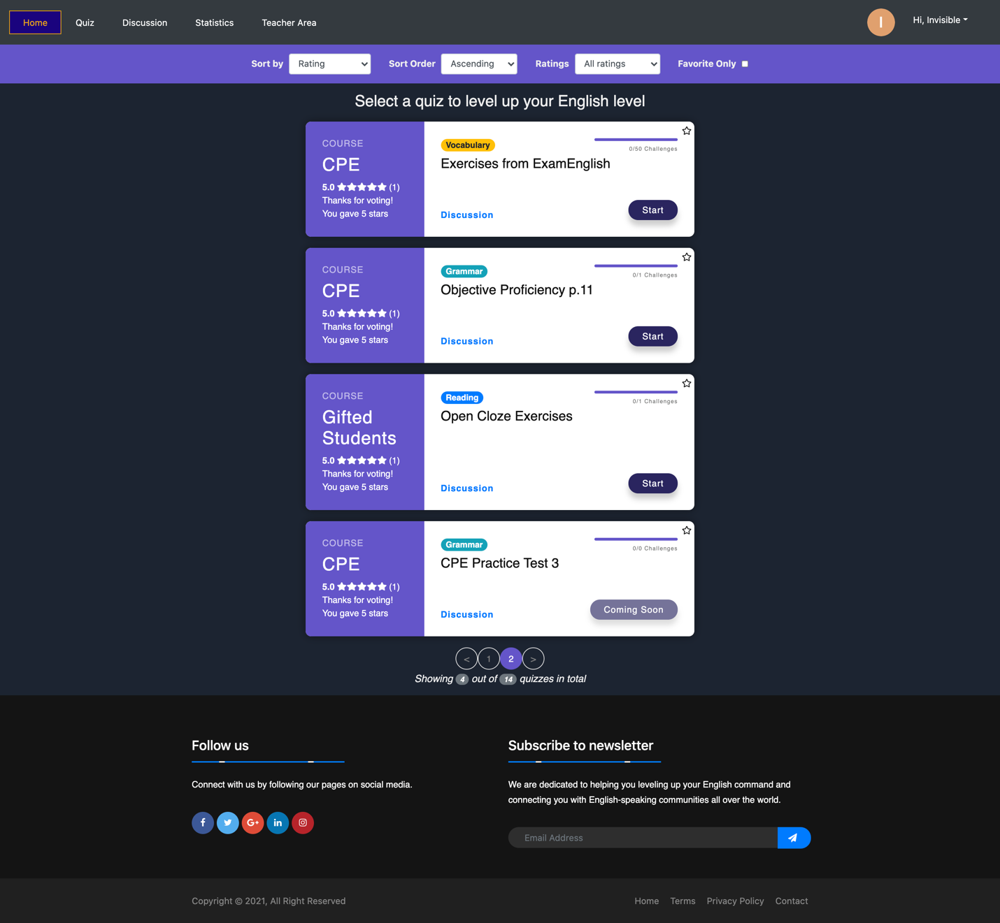 Home Quiz Discussion Statistics Teacher Area I Hi, Invisible
Sort by Rating Sort Order Ascending Ratings All ratings Favorite Only
Select a quiz to level up your English level
COURSE
CPE
5.0 (1)
Thanks for voting!
You gave 5 stars
Vocabulary
0/50 Challenges
Exercises from ExamEnglish
Discussion
Start
COURSE
CPE
5.0 (1)
Thanks for voting!
You gave 5 stars
Grammar
0/1 Challenges
Objective Proficiency p.11
Discussion
Start
COURSE
Gifted
Students
5.0 (1)
Thanks for voting!
You gave 5 stars
Reading
0/1 Challenges
Open Cloze Exercises
Discussion
Start
COURSE
CPE
5.0 (1)
Thanks for voting!
You gave 5 stars
Grammar
0/0 Challenges
CPE Practice Test 3
Discussion
Coming Soon
< 1 2 >
Showing 4 out of 14 quizzes in total
Follow us
Connect with us by following our pages on social media.
f G+ in
Subscribe to newsletter
We are dedicated to helping you leveling up your English command and
connecting you with English-speaking communities all over the world.
Email Address
Copyright © 2021, All Right Reserved
Home Terms Privacy Policy Contact